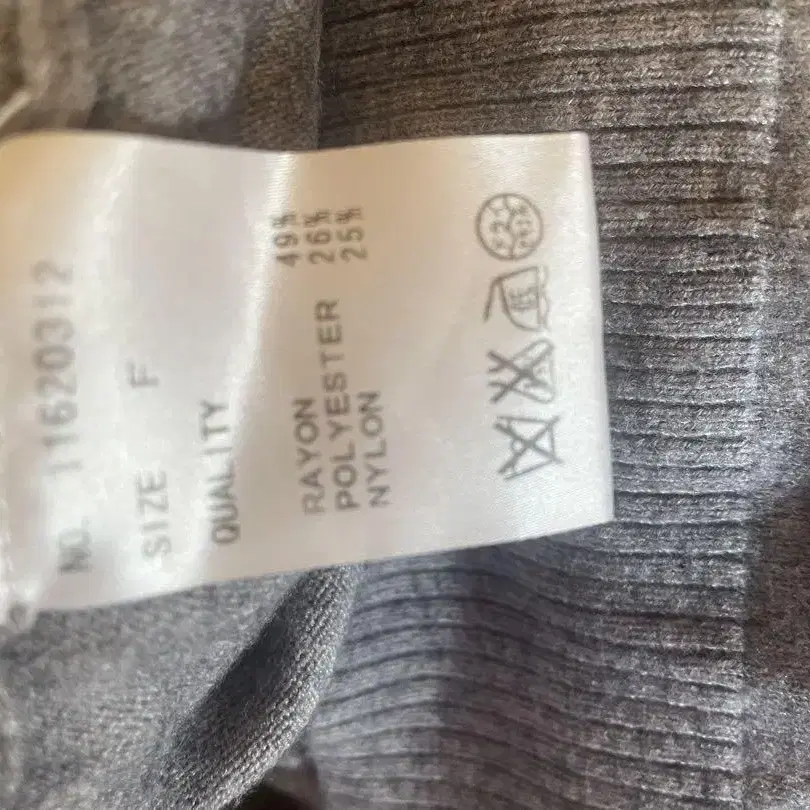 NO. 11620312
SIZE F
QUALITY
RAYON 49%
POLYESTER 26%
NYLON 25%